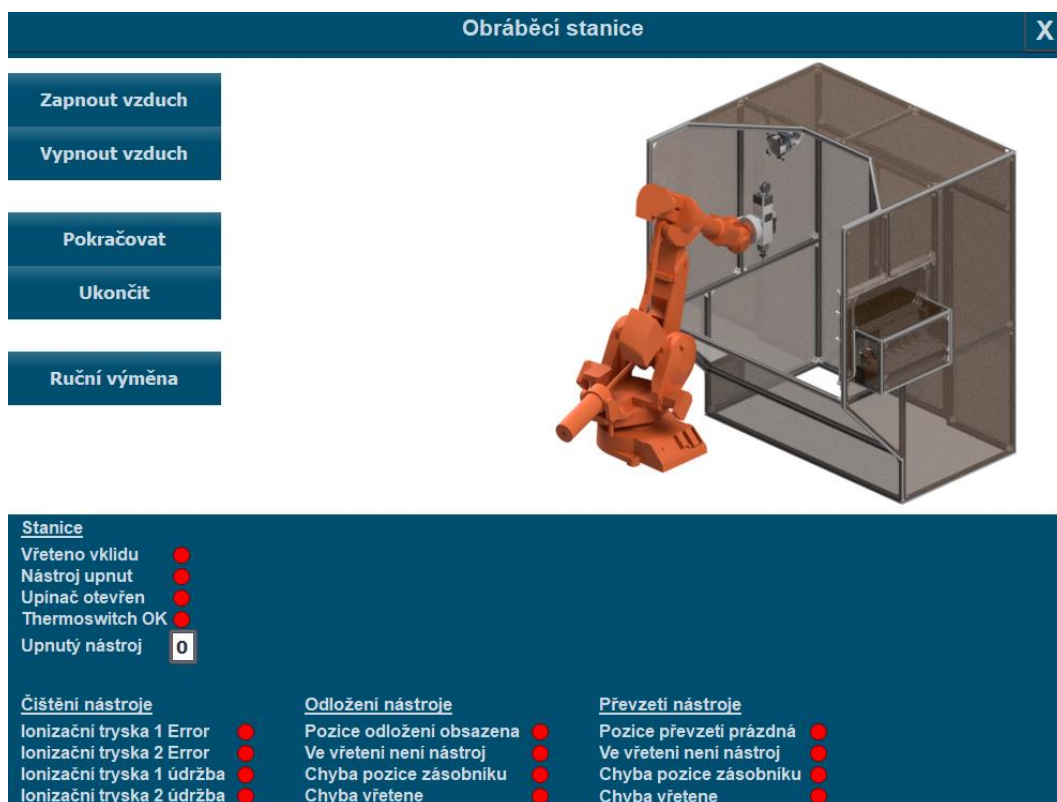 Obráběcí stanice
X
Zapnout vzduch
Vypnout vzduch
Pokračovat
Ukončit
Ruční výměna
Stanice
Vřeteno vklidu
Nástroj upnut
Upinač otevřen
Thermoswitch OK
Upnutý nástroj 0
Čištění nástroje
Ionizační tryska 1 Error
Ionizační tryska 2 Error
Ionizační tryska 1 údržba
Ionizační tryska 2 údržba
Odložení nástroje
Pozice odložení obsazena
Ve vřeteni není nástroj
Chyba pozice zásobníku
Chyba vřetene
Převzetí nástroje
Pozice převzetí prázdná
Ve vřeteni není nástroj
Chyba pozice zásobníku
Chyba vřetene